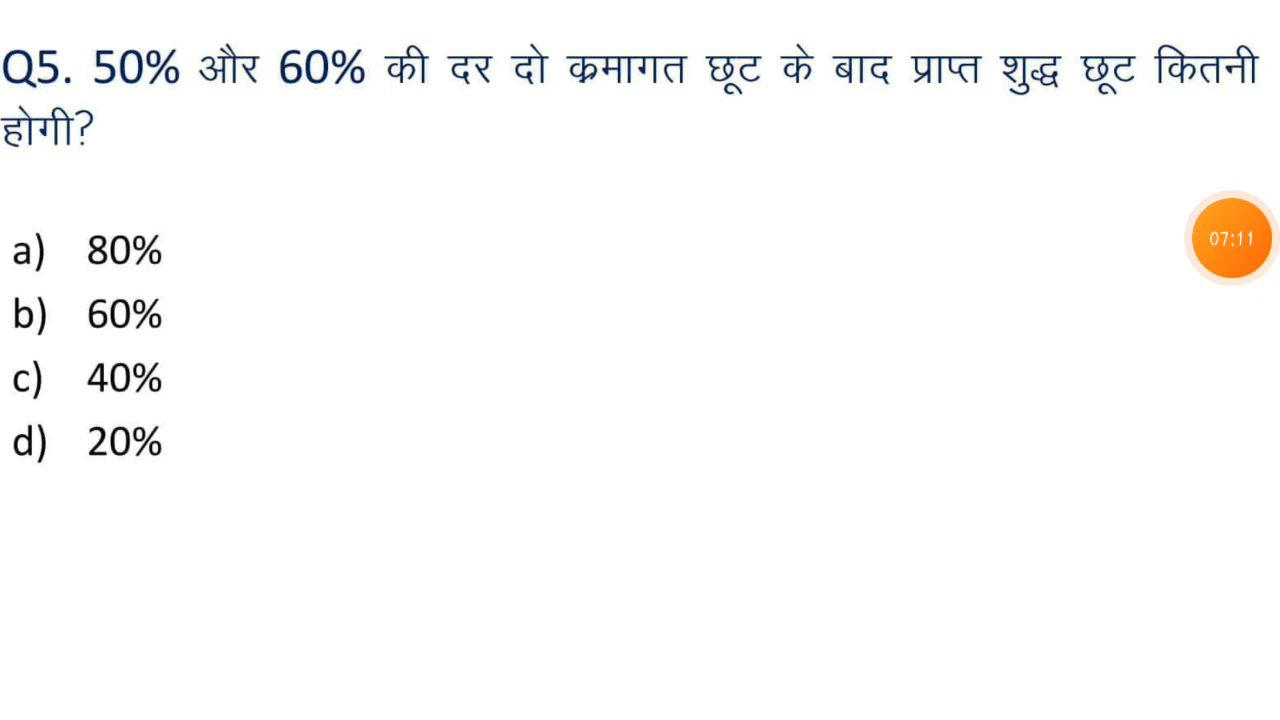 Q5. 50% और 60% की दर दो क्रमागत छूट के बाद प्राप्त शुद्ध छूट कितनी
होगी?
07:11
a) 80%
b) 60%
c) 40%
d) 20%